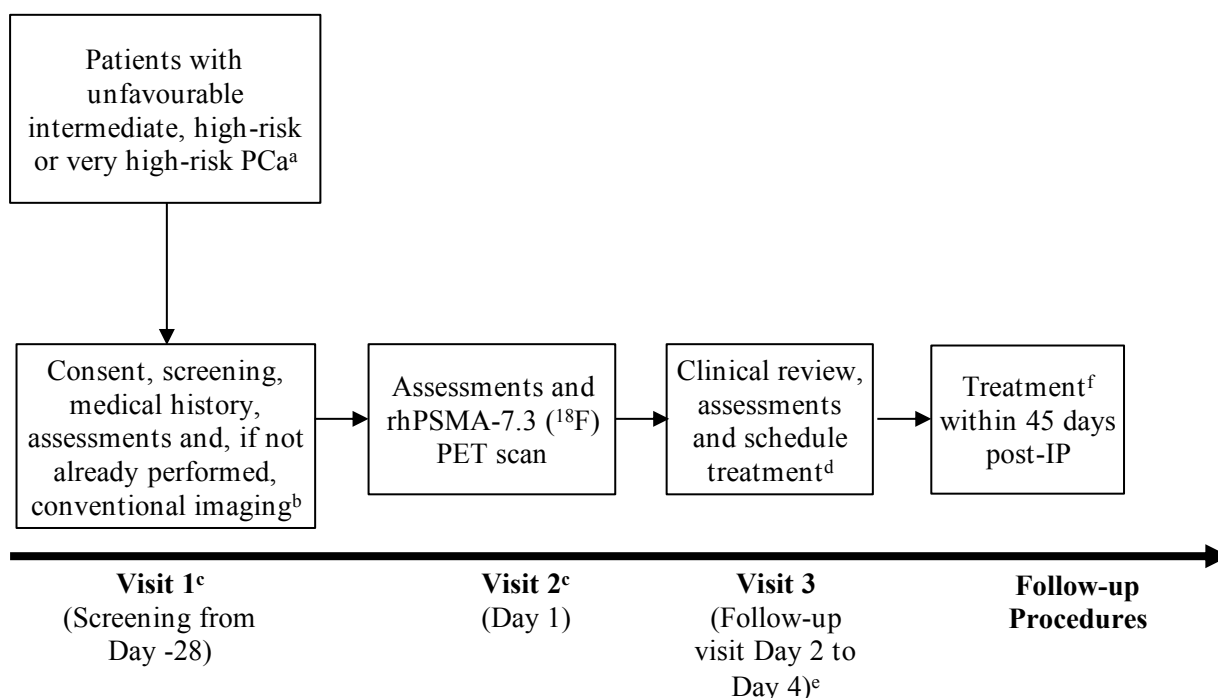 Patients with
unfavourable
intermediate, high-risk
or very high-risk PCaᵃ
Consent, screening,
medical history,
assessments and, if not
already performed,
conventional imagingᵇ
Assessments and
rhPSMA-7.3 (¹⁸F)
PET scan
Clinical review,
assessments
and schedule
treatmentᵈ
Treatmentᶠ
within 45 days
post-IP
Visit 1ᶜ
(Screening from
Day -28)
Visit 2ᶜ
(Day 1)
Visit 3
(Follow-up
visit Day 2 to
Day 4)ᵉ
Follow-up
Procedures